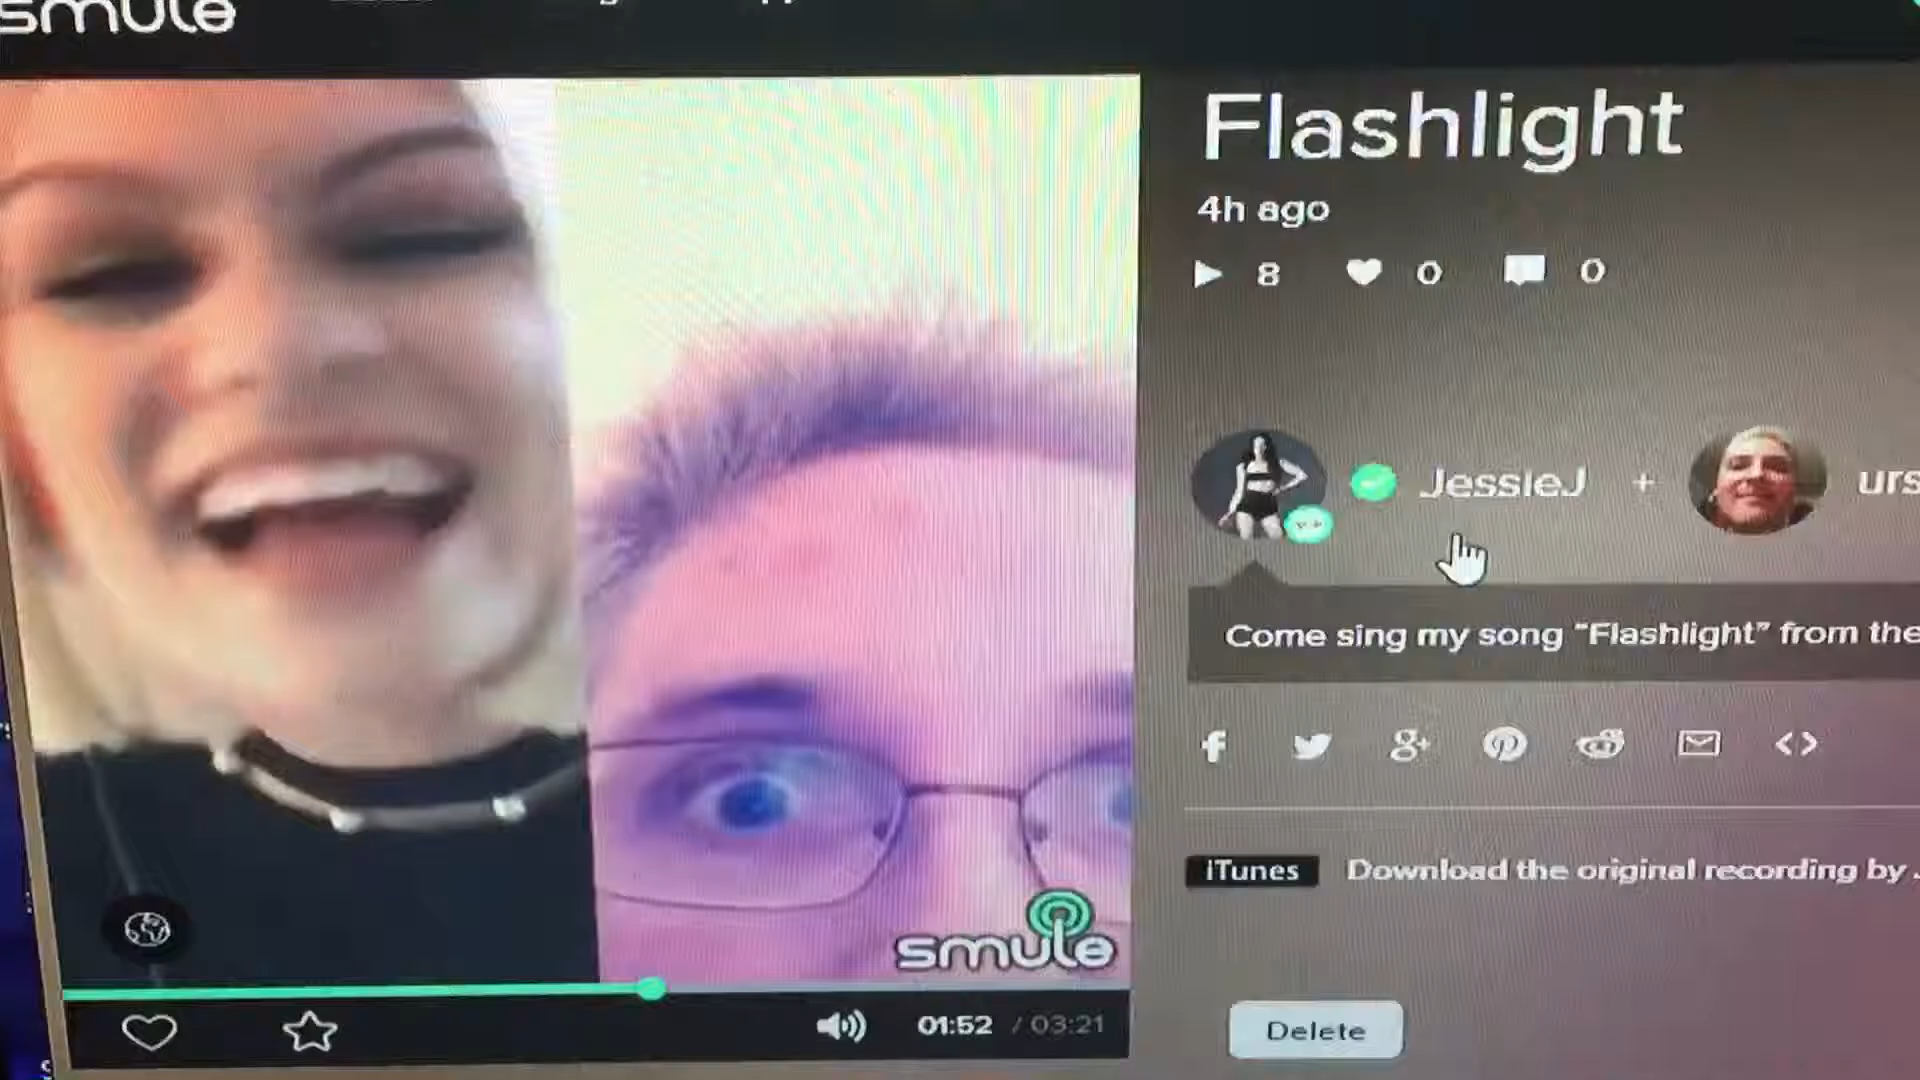 smule
Flashlight
4h ago
8 0 0
JessieJ + urs
Come sing my song “Flashlight” from the
iTunes Download the original recording by
smule
01:52 / 03:21
Delete